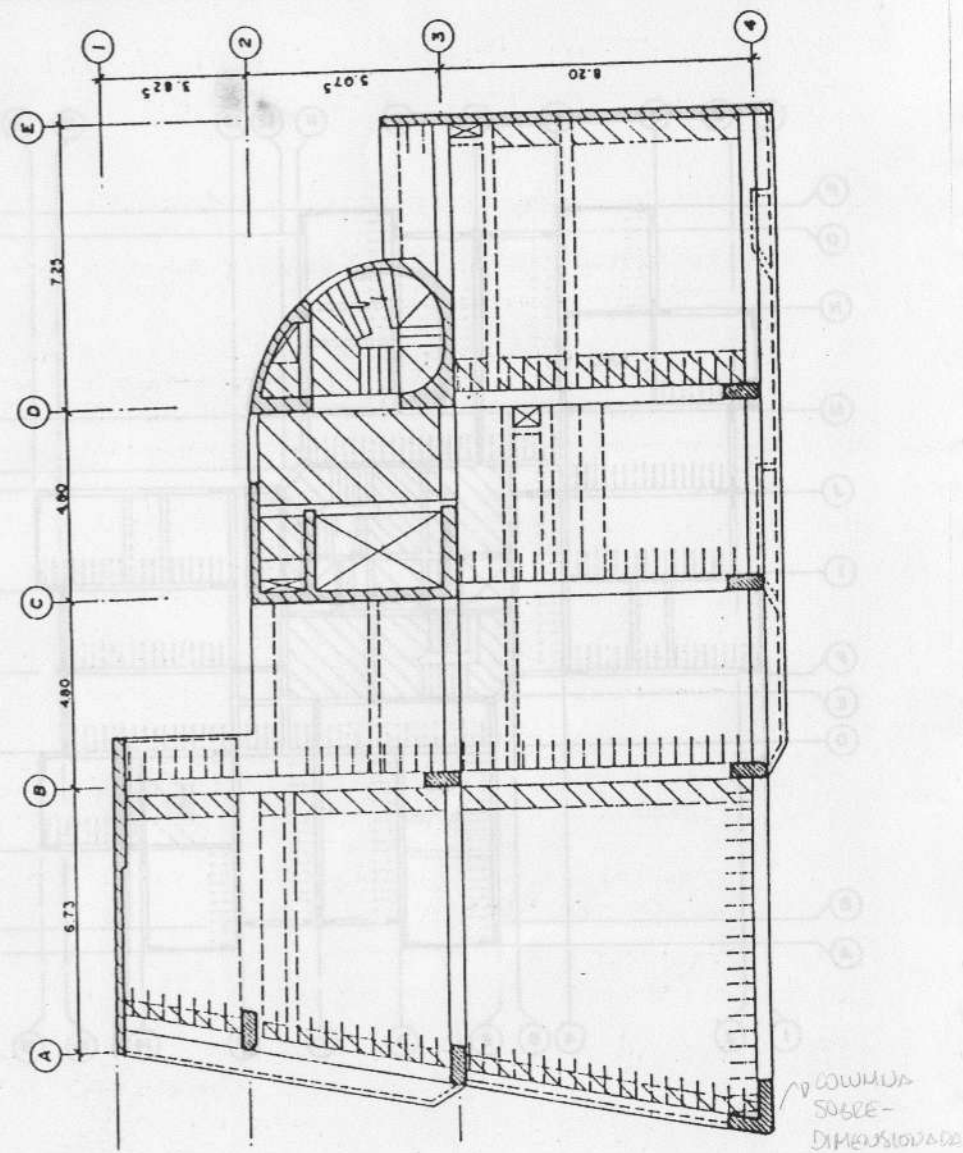 1
2
3
4
3.825
5.075
8.20
E
D
C
B
A
7.25
4.80
4.80
6.73
COLUMNA
SOBRE-
DIMENSIONADA